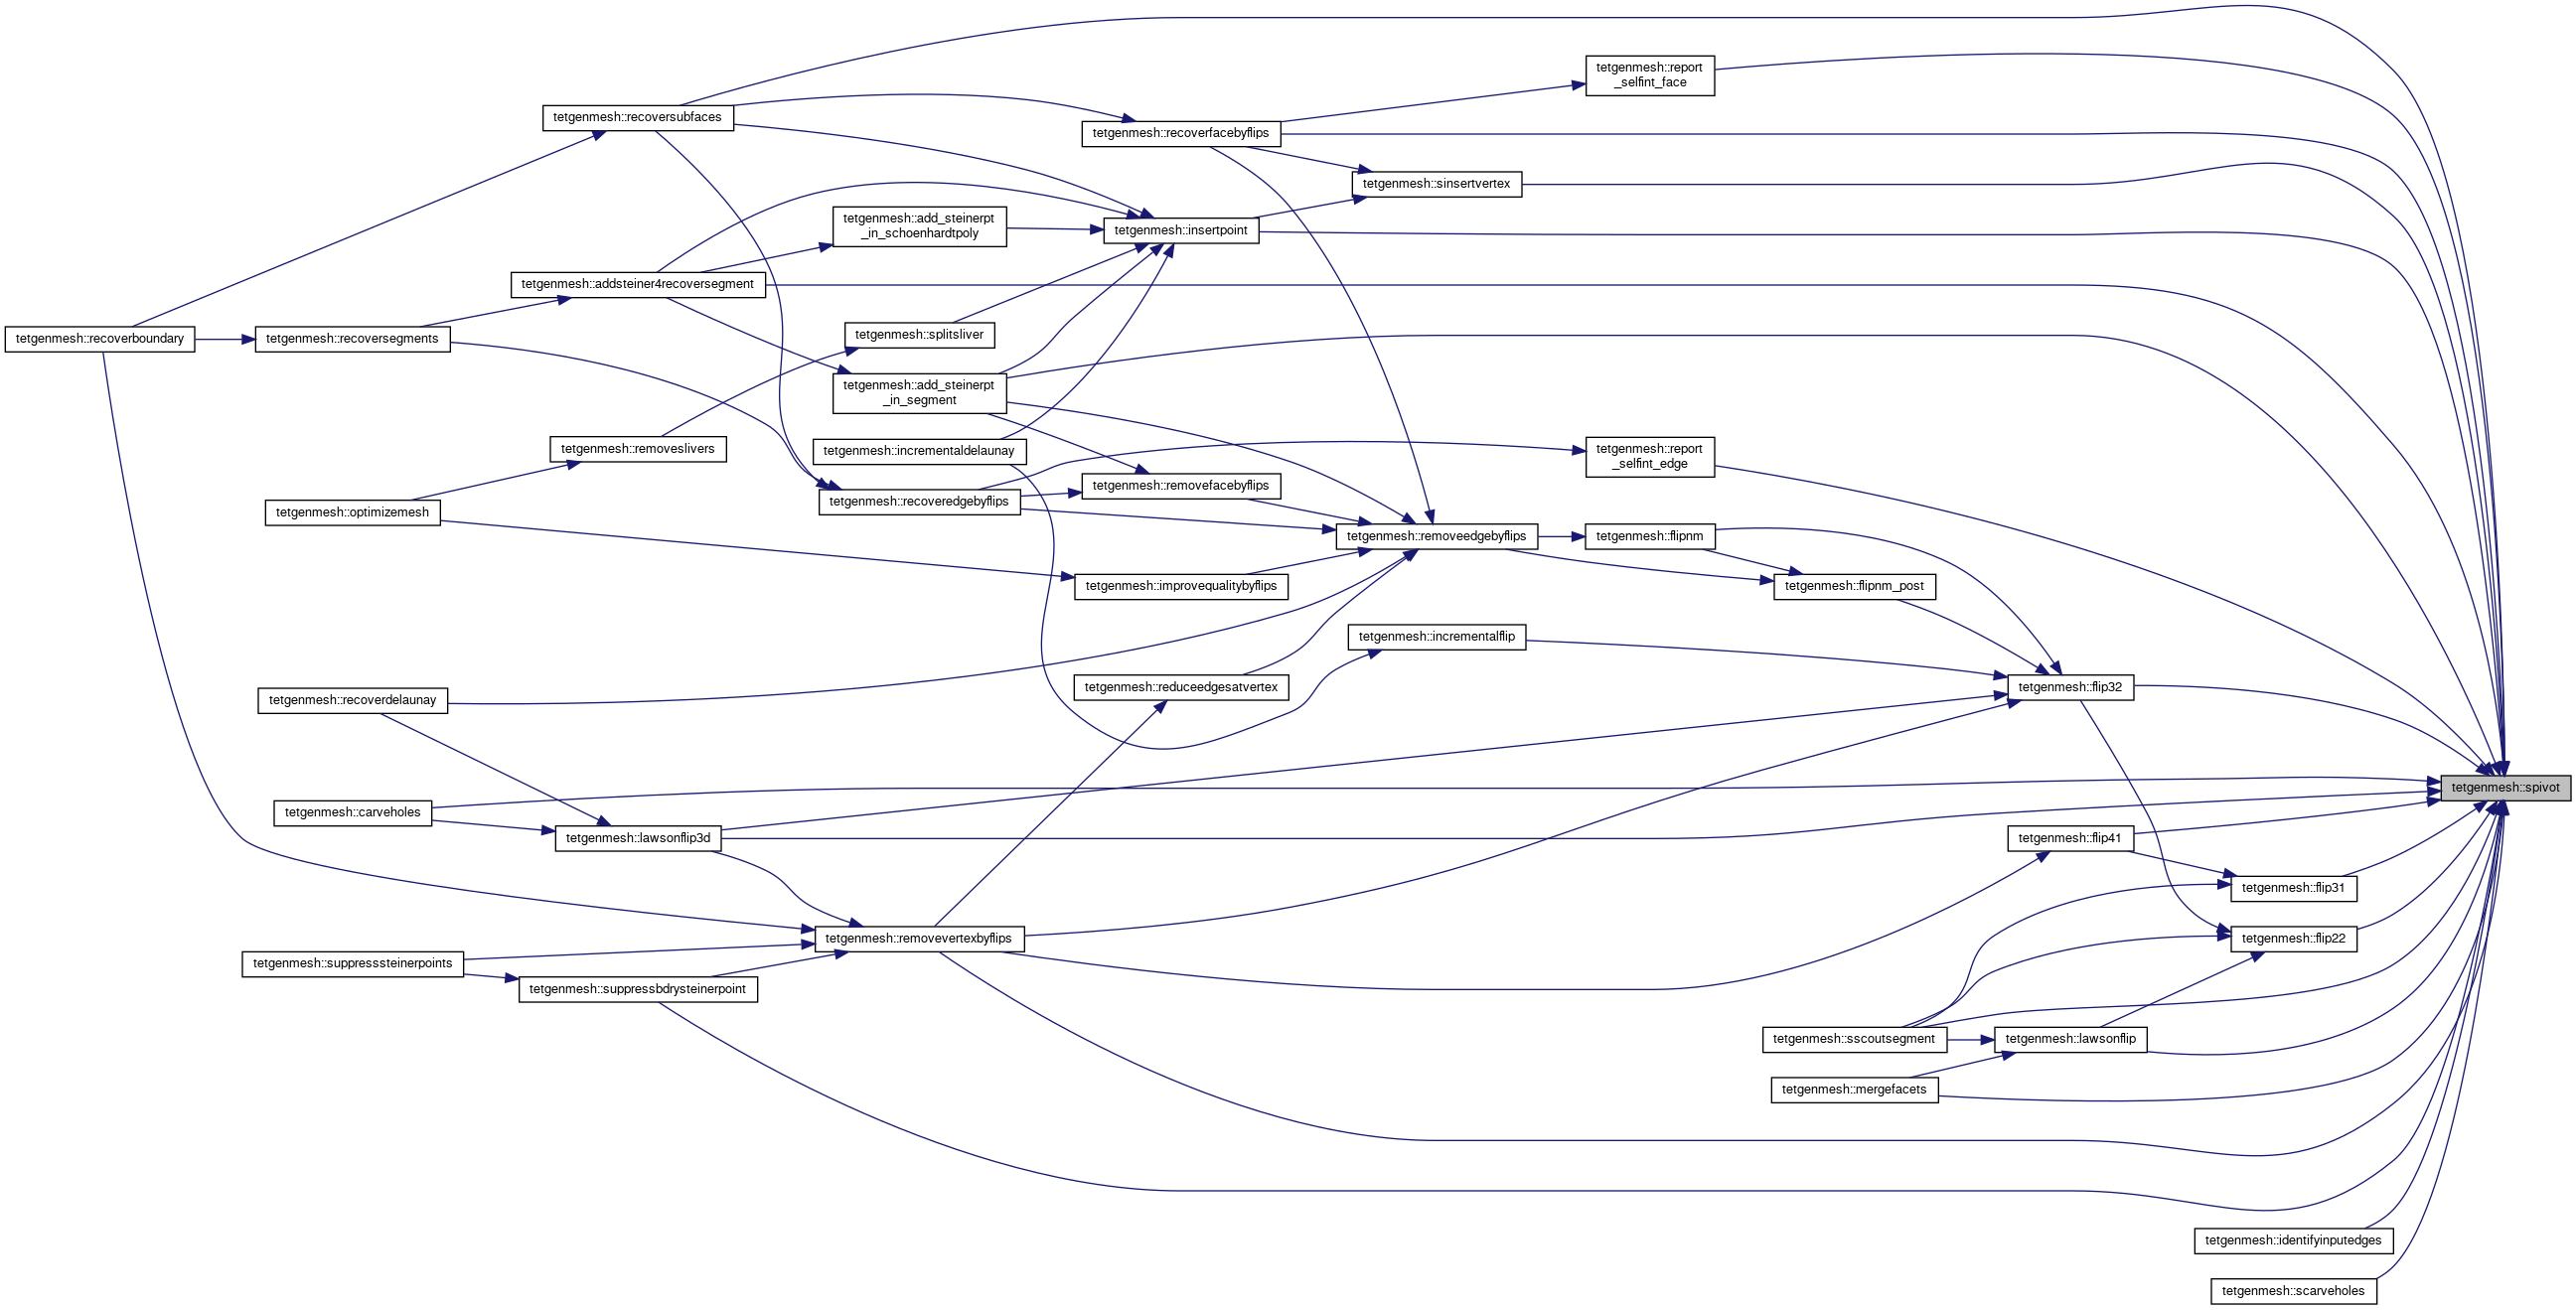 tetgenmesh::report
_selfint_face
tetgenmesh::recoversubfaces
tetgenmesh::recoverfacebyflips
tetgenmesh::sinsertvertex
tetgenmesh::add_steinerpt
_in_schoenhardtpoly
tetgenmesh::insertpoint
tetgenmesh::addsteiner4recoversegment
tetgenmesh::recoverboundary
tetgenmesh::recoversegments
tetgenmesh::splitsliver
tetgenmesh::add_steinerpt
_in_segment
tetgenmesh::removeslivers
tetgenmesh::incrementaldelaunay
tetgenmesh::report
_selfint_edge
tetgenmesh::removefacebyflips
tetgenmesh::optimizemesh
tetgenmesh::recoveredgebyflips
tetgenmesh::removeedgebyflips
tetgenmesh::flipnm
tetgenmesh::improvequalitybyflips
tetgenmesh::flipnm_post
tetgenmesh::incrementalflip
tetgenmesh::recoverdelaunay
tetgenmesh::reduceedgesatvertex
tetgenmesh::flip32
tetgenmesh::spivot
tetgenmesh::carveholes
tetgenmesh::lawsonflip3d
tetgenmesh::flip41
tetgenmesh::flip31
tetgenmesh::removevertexbyflips
tetgenmesh::flip22
tetgenmesh::suppresssteinerpoints
tetgenmesh::suppressbdrysteinerpoint
tetgenmesh::sscoutsegment
tetgenmesh::lawsonflip
tetgenmesh::mergefacets
tetgenmesh::identifyinputedges
tetgenmesh::scarveholes